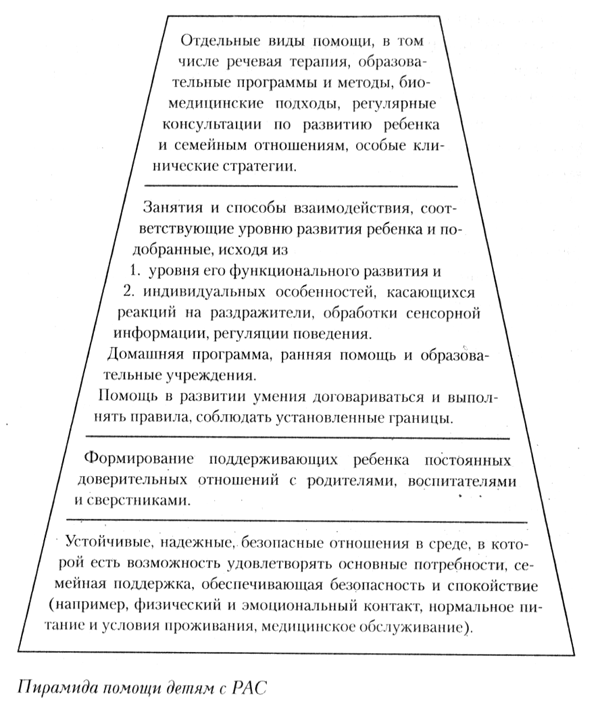 Отдельные виды помощи, в том
числе речевая терапия, образова-
тельные программы и методы, био-
медицинские подходы, регулярные
консультации по развитию ребенка
и семейным отношениям, особые кли-
нические стратегии.
Занятия и способы взаимодействия, соот-
ветствующие уровню развития ребенка и по-
добранные, исходя из
1. уровня его функционального развития и
2. индивидуальных особенностей, касающихся
реакций на раздражители, обработки сенсорной
информации, регуляции поведения.
Домашняя программа, ранняя помощь и образова-
тельные учреждения.
Помощь в развитии умения договариваться и выпол-
нять правила, соблюдать установленные границы.
Формирование поддерживающих ребенка постоянных
доверительных отношений с родителями, воспитателями
и сверстниками.
Устойчивые, надежные, безопасные отношения в среде, в кото-
рой есть возможность удовлетворять основные потребности, се-
мейная поддержка, обеспечивающая безопасность и спокойствие
(например, физический и эмоциональный контакт, нормальное пи-
тание и условия проживания, медицинское обслуживание).
Пирамида помощи детям с РАС